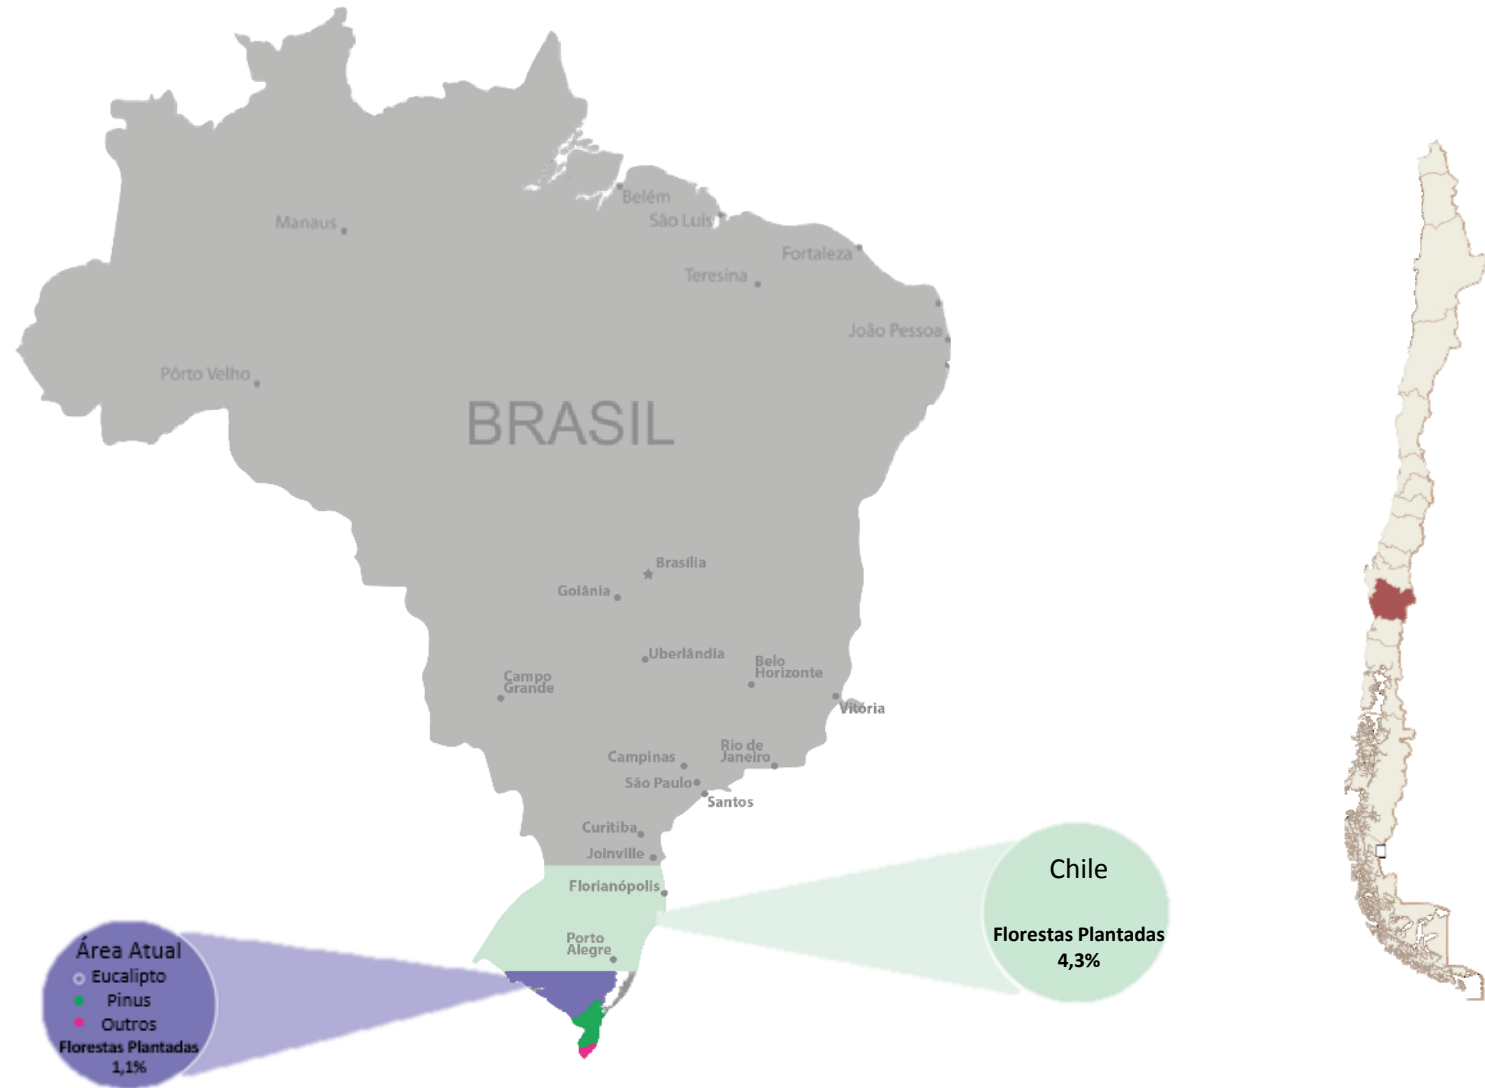 Belém
São Luís
Manaus
Fortaleza
Teresina
João Pessoa
Pôrto Velho
BRASIL
Brasília
Goiânia
Uberlândia
Belo
Horizonte
Campo
Grande
Vitória
Rio de
Janeiro
Campinas
São Paulo
Santos
Curitiba
Joinville
Florianópolis
Porto
Alegre
Chile
Florestas Plantadas
4,3%
Área Atual
Eucalipto
Pinus
Outros
Florestas Plantadas
1,1%